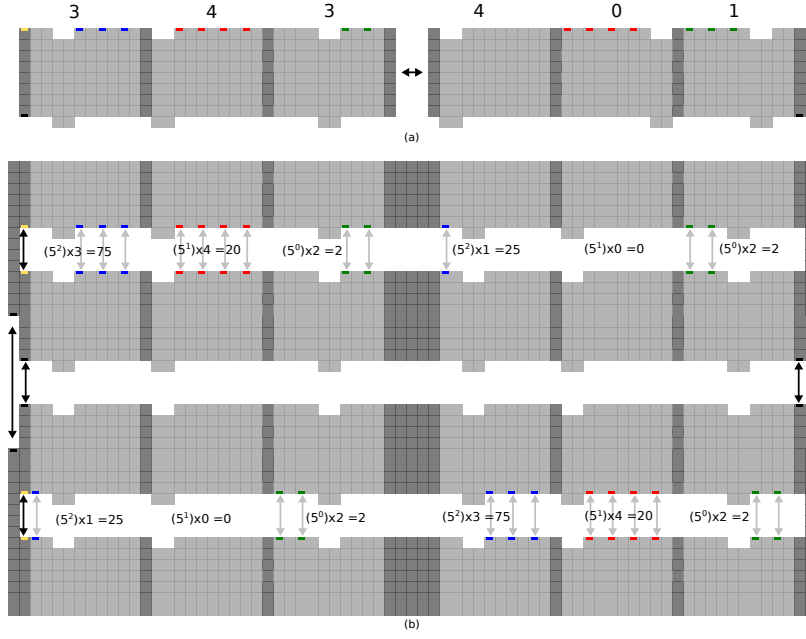 3 4 3 4 0 1
(a)
(5²)x3 =75 (5¹)x4 =20 (5⁰)x2 =2 (5²)x1 =25 (5¹)x0 =0 (5⁰)x2 =2
(5²)x1 =25 (5¹)x0 =0 (5⁰)x2 =2 (5²)x3 =75 (5¹)x4 =20 (5⁰)x2 =2
(b)